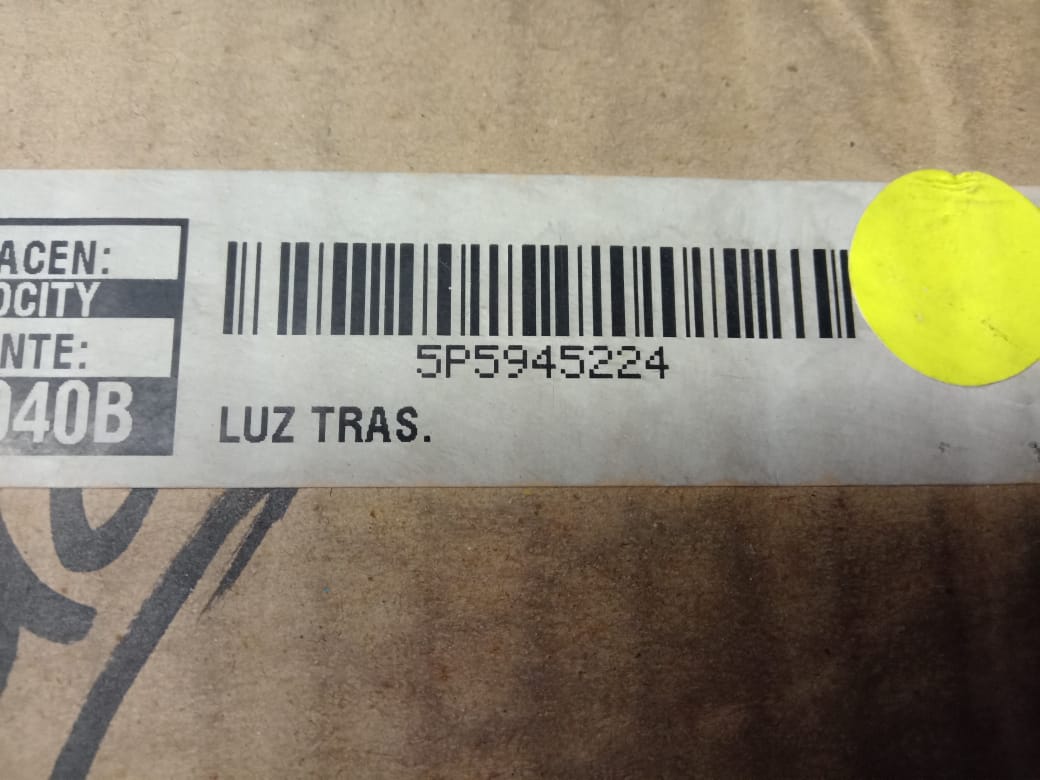 ACEN:
OCITY
NTE:
040B
5P5945224
LUZ TRAS.